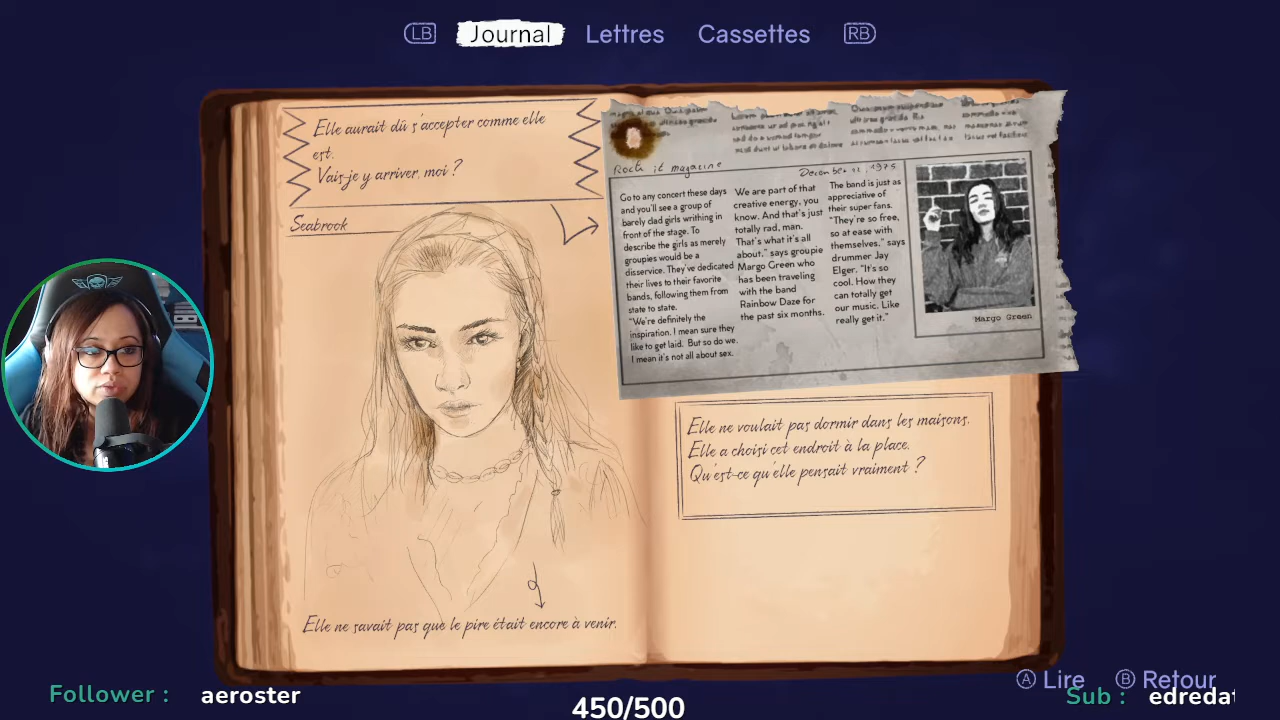 LB Journal Lettres Cassettes RB
Elle aurait dû s'accepter comme elle
est.
Vais-je y arriver, moi ?
Seabrook
Elle ne savait pas que le pire était encore à venir.
Rock it magazine
December 11, 1975
Go to any concert these days
and you'll see a group of
barely clad girls writhing in
front of the stage. To
describe the girls as merely
groupies would be a
disservice. They've dedicated
their lives to their favorite
bands, following them from
state to state.
"We're definitely the
inspiration. I mean sure they
like to get laid. But so do we.
I mean it's not all about sex.
We are part of that
creative energy, you
know. And that's just
totally rad, man.
That's what it's all
about," says groupie
Margo Green who
has been traveling
with the band
Rainbow Daze for
the past six months.
The band is just as
appreciative of
their super fans.
"They're so free,
so at ease with
themselves," says
drummer Jay
Elger. "It's so
cool. How they
can totally get
our music. Like
really get it."
Margo Green
Elle ne voulait pas dormir dans les maisons.
Elle a choisi cet endroit à la place.
Qu'est-ce qu'elle pensait vraiment ?
A Lire B Retour
Follower : aeroster
450/500
Sub : edreda